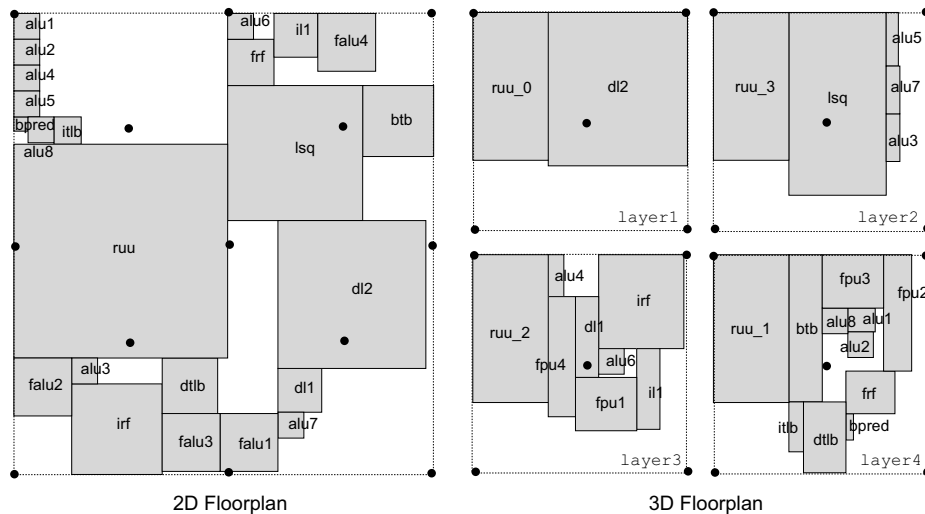 alu1
alu2
alu4
alu5
bpred
alu8
itlb
alu6
frf
il1
falu4
lsq
btb
ruu
dl2
falu2
alu3
irf
dtlb
falu3
falu1
dl1
alu7
2D Floorplan
ruu_0
dl2
layer1
ruu_3
lsq
alu5
alu7
alu3
layer2
ruu_2
alu4
irf
dl1
fpu4
alu6
fpu1
il1
layer3
ruu_1
btb
fpu3
fpu2
alu8
alu1
alu2
frf
itlb
dtlb
bpred
layer4
3D Floorplan